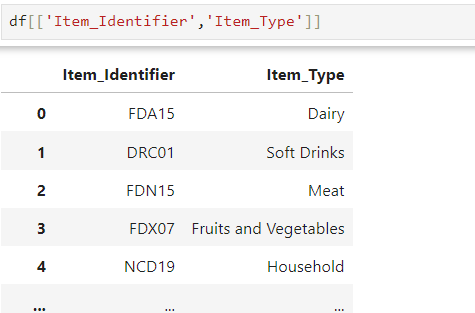 df[['Item_Identifier','Item_Type']]
Item_Identifier Item_Type
0 FDA15 Dairy
1 DRC01 Soft Drinks
2 FDN15 Meat
3 FDX07 Fruits and Vegetables
4 NCD19 Household
... ... ...